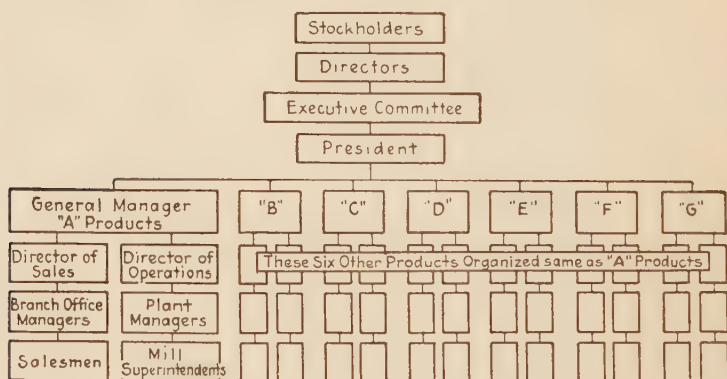 Stockholders
Directors
Executive Committee
President
General Manager
"A" Products
"B"
"C"
"D"
"E"
"F"
"G"
Director of
Sales
Director of
Operations
These Six Other Products Organized same as "A" Products
Branch Office
Managers
Plant
Managers
Salesmen
Mill
Superintendents